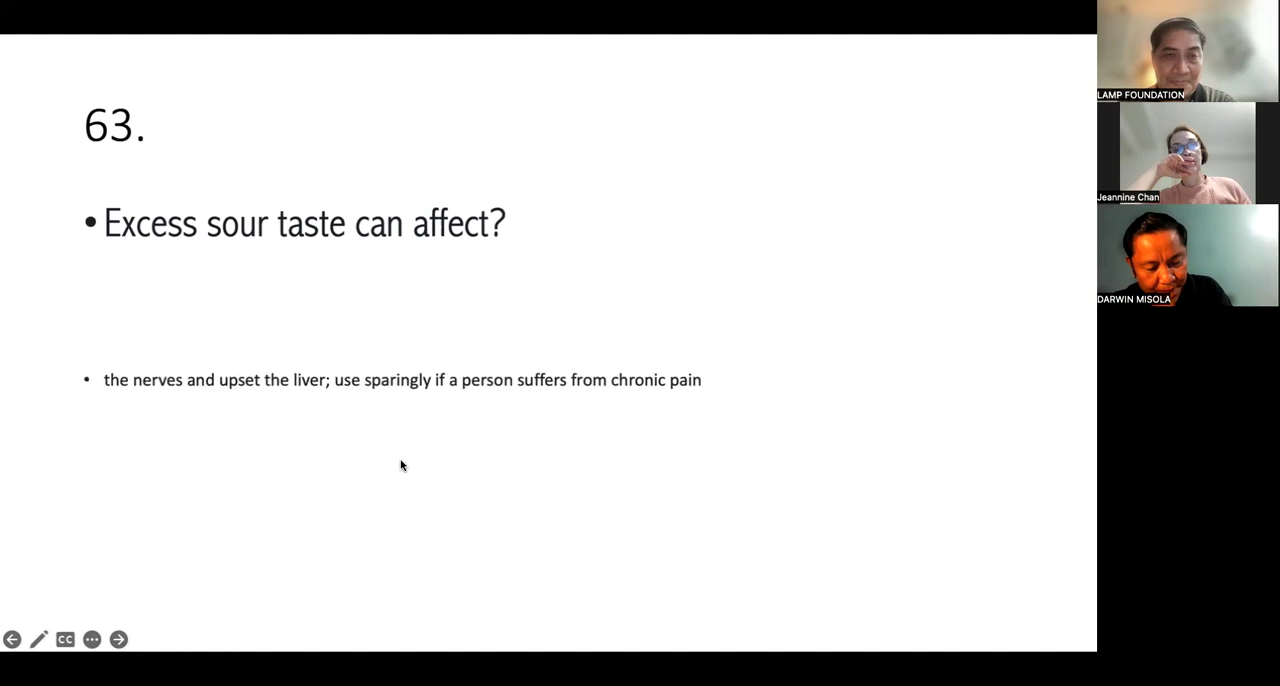 63.
• Excess sour taste can affect?
• the nerves and upset the liver; use sparingly if a person suffers from chronic pain
CC
LAMP FOUNDATION
Jeannine Chan
DARWIN MISOLA